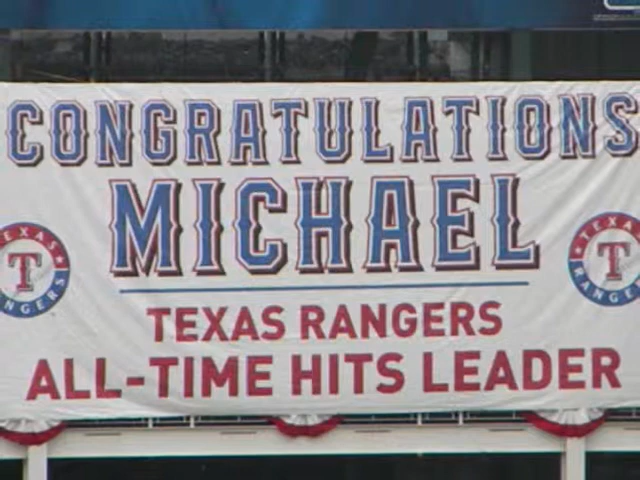 CONGRATULATIONS
MICHAEL
TEXAS RANGERS
ALL-TIME HITS LEADER
TEXAS
T
RANGERS
TEXAS
T
RANGERS